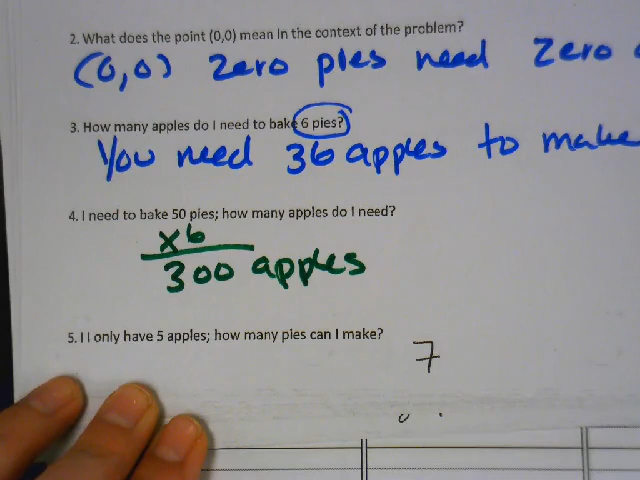 2. What does the point (0,0) mean in the context of the problem?
(0,0) zero pies need zero
3. How many apples do I need to bake 6 pies?
You need 36 apples to make
4. I need to bake 50 pies; how many apples do I need?
x6
300 apples
5. I I only have 5 apples; how many pies can I make?
7